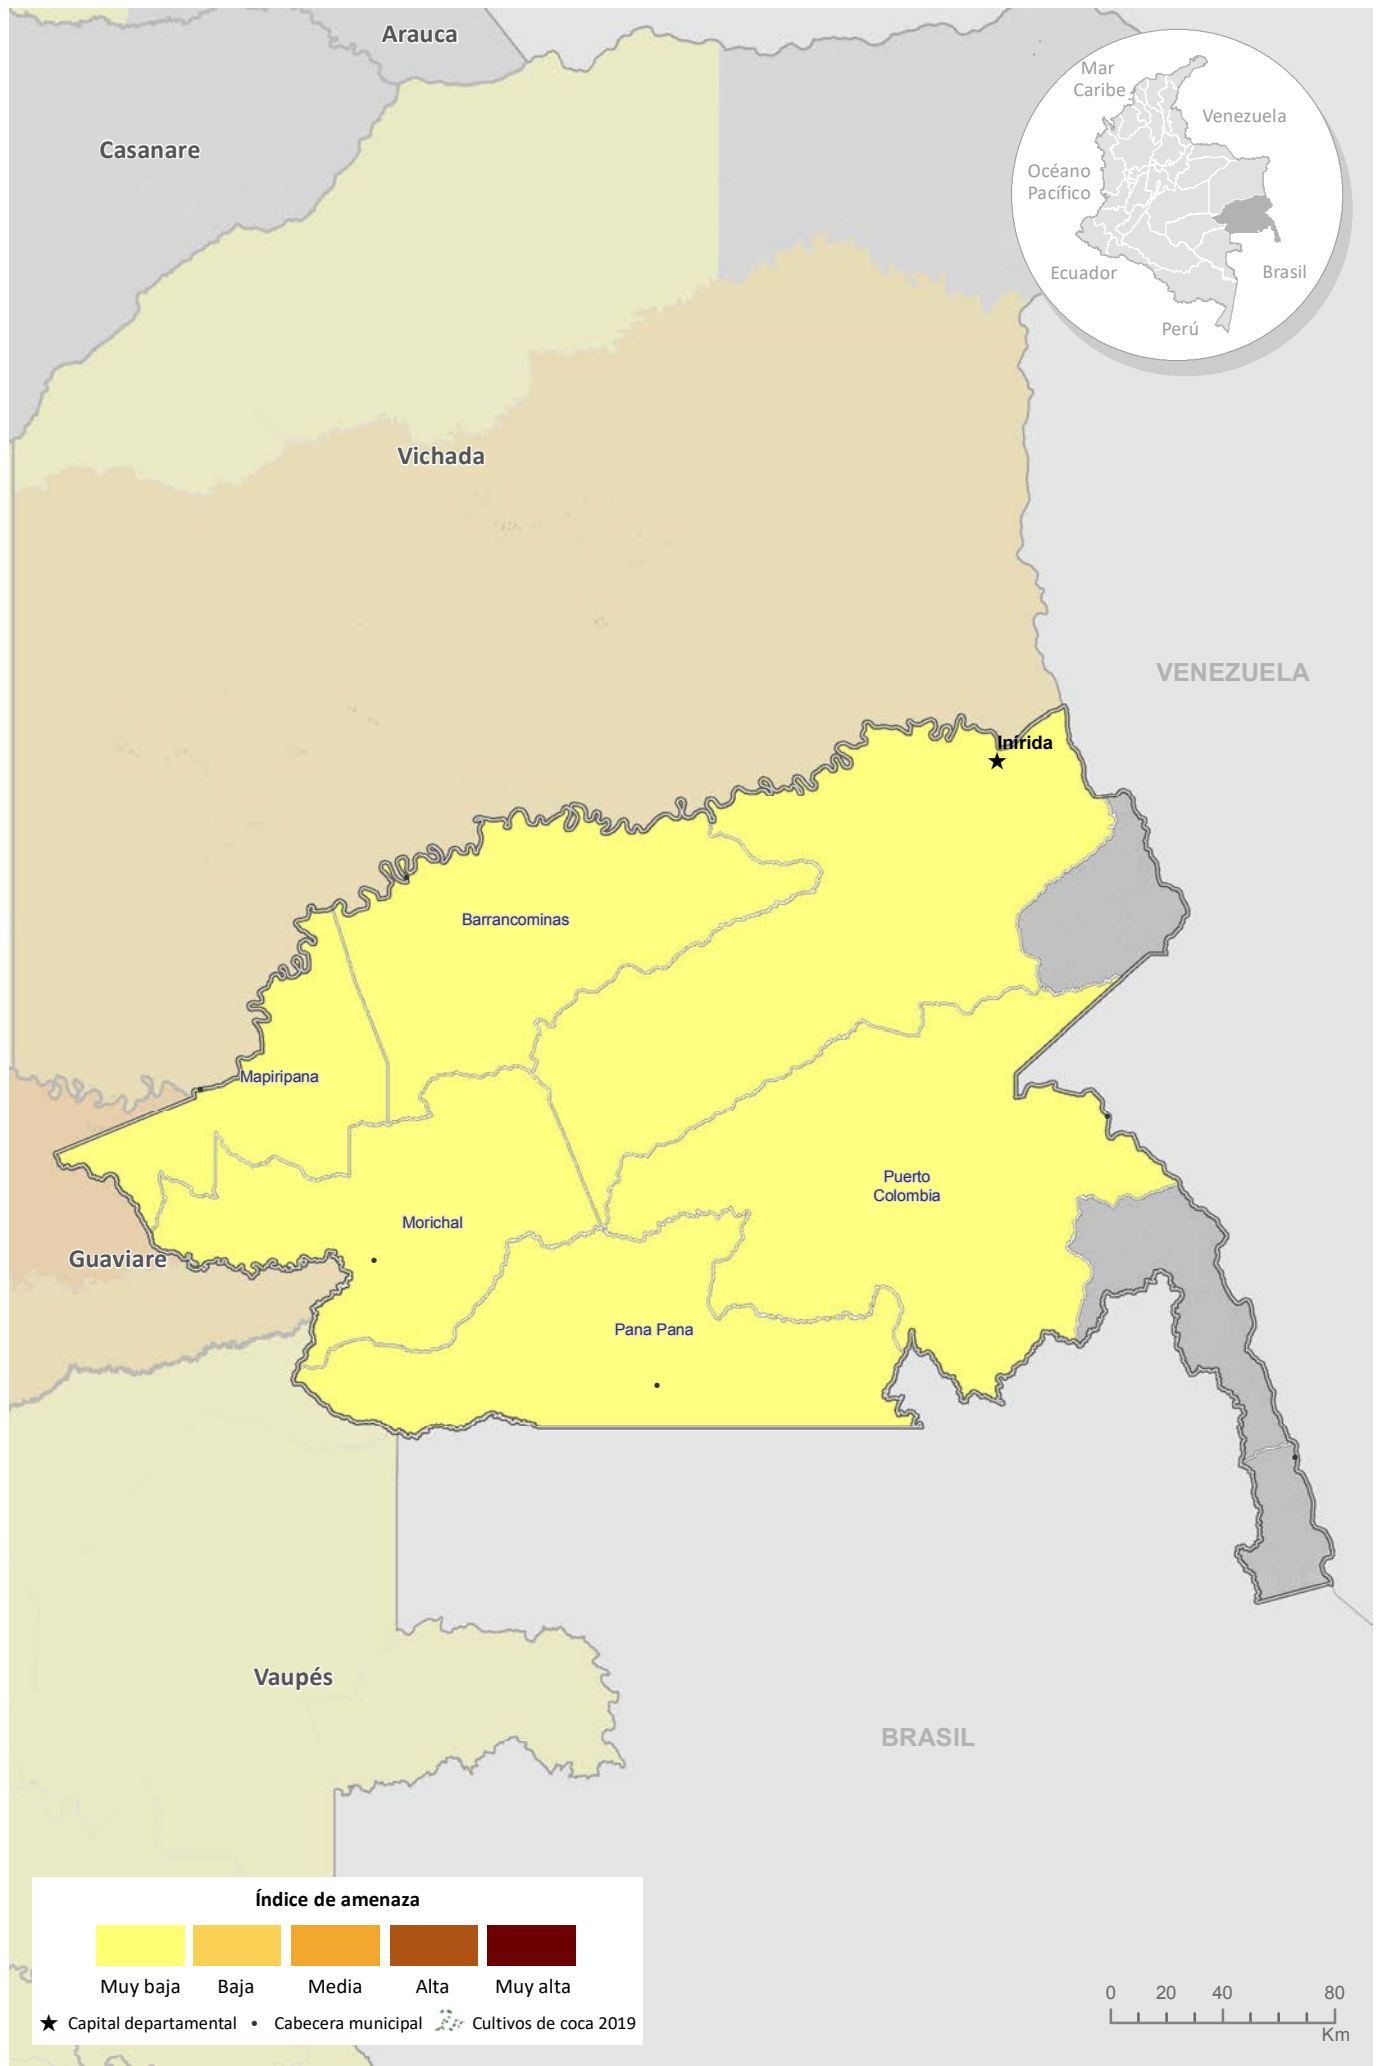 Arauca
Casanare
Mar
Caribe
Venezuela
Océano
Pacífico
Ecuador
Brasil
Perú
Vichada
VENEZUELA
Inírida
Barrancominas
Mapiripana
Puerto
Colombia
Morichal
Guaviare
Pana Pana
Vaupés
BRASIL
Índice de amenaza
Muy baja
Baja
Media
Alta
Muy alta
Capital departamental
Cabecera municipal
Cultivos de coca 2019
0 20 40 80
Km